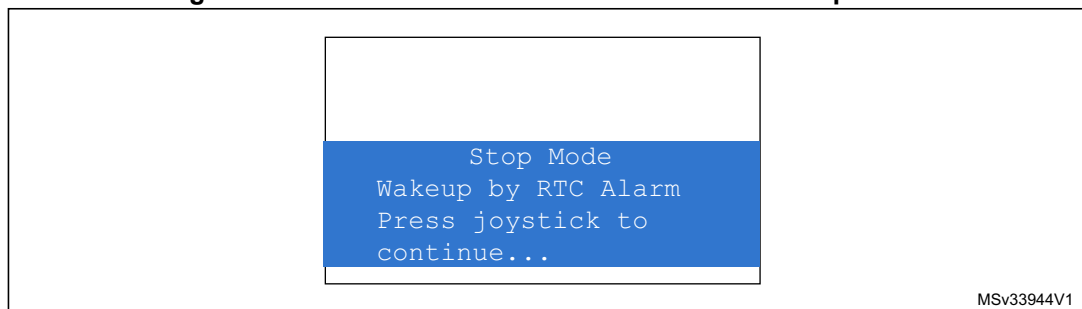 Stop Mode
Wakeup by RTC Alarm
Press joystick to
continue...
MSv33944V1